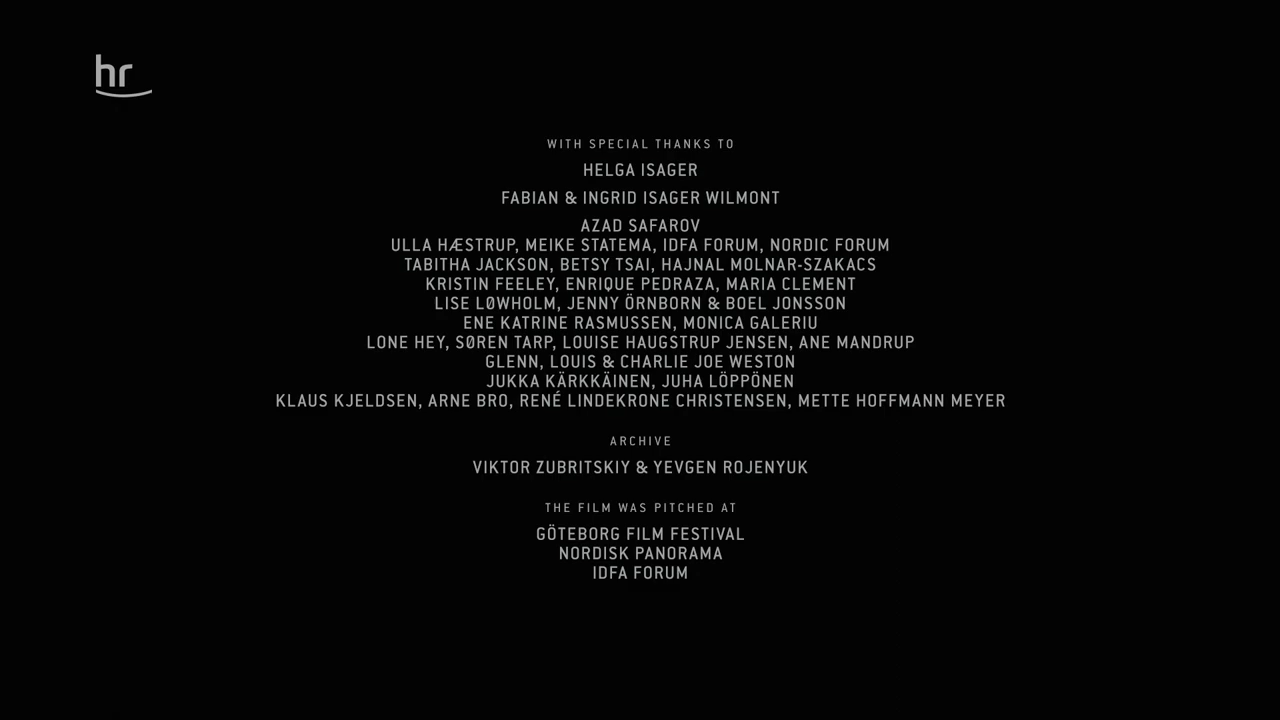 hr
WITH SPECIAL THANKS TO
HELGA ISAGER
FABIAN & INGRID ISAGER WILMONT
AZAD SAFAROV
ULLA HÆSTRUP, MEIKE STATEMA, IDFA FORUM, NORDIC FORUM
TABITHA JACKSON, BETSY TSAI, HAJNAL MOLNAR-SZAKACS
KRISTIN FEELEY, ENRIQUE PEDRAZA, MARIA CLEMENT
LISE LØWHOLM, JENNY ÖRNBORN & BOEL JONSSON
ENE KATRINE RASMUSSEN, MONICA GALERIU
LONE HEY, SØREN TARP, LOUISE HAUGSTRUP JENSEN, ANE MANDRUP
GLENN, LOUIS & CHARLIE JOE WESTON
JUKKA KÄRKKÄINEN, JUHA LÖPPÖNEN
KLAUS KJELDSEN, ARNE BRO, RENÉ LINDEKRONE CHRISTENSEN, METTE HOFFMANN MEYER
ARCHIVE
VIKTOR ZUBRITSKIY & YEVGEN ROJENYUK
THE FILM WAS PITCHED AT
GÖTEBORG FILM FESTIVAL
NORDISK PANORAMA
IDFA FORUM